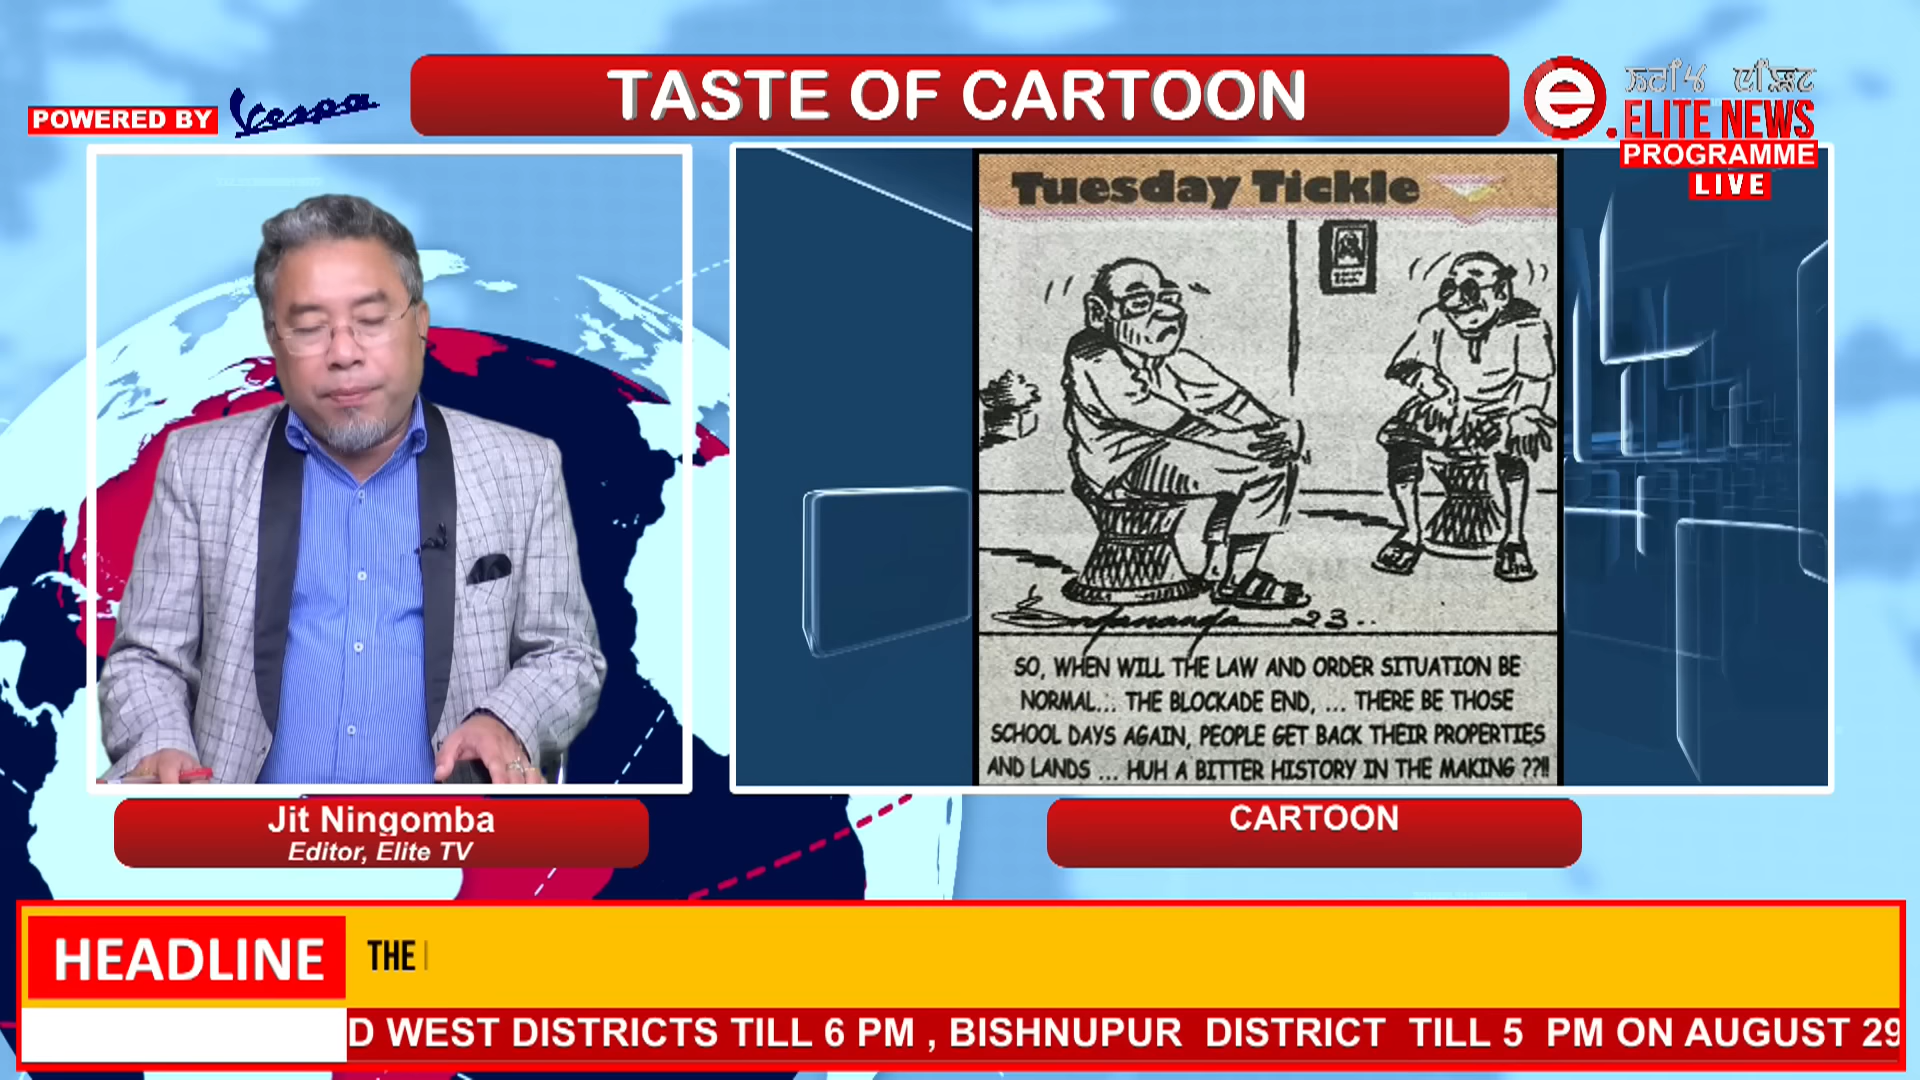 POWERED BY Vespa
TASTE OF CARTOON
e.
ELITE NEWS
PROGRAMME
LIVE
Tuesday Tickle
23..
SO, WHEN WILL THE LAW AND ORDER SITUATION BE
NORMAL... THE BLOCKADE END, ... THERE BE THOSE
SCHOOL DAYS AGAIN, PEOPLE GET BACK THEIR PROPERTIES
AND LANDS ... HUH A BITTER HISTORY IN THE MAKING ??!!
Jit Ningomba
Editor, Elite TV
CARTOON
HEADLINE
THE
D WEST DISTRICTS TILL 6 PM , BISHNUPUR DISTRICT TILL 5 PM ON AUGUST 29